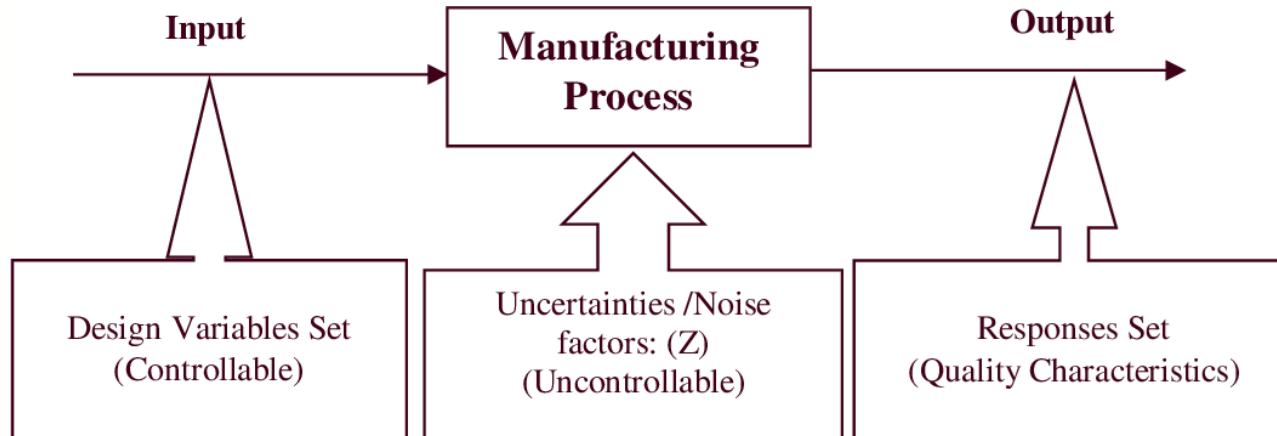 Input
Manufacturing
Process
Output
Design Variables Set
(Controllable)
Uncertainties /Noise
factors: (Z)
(Uncontrollable)
Responses Set
(Quality Characteristics)